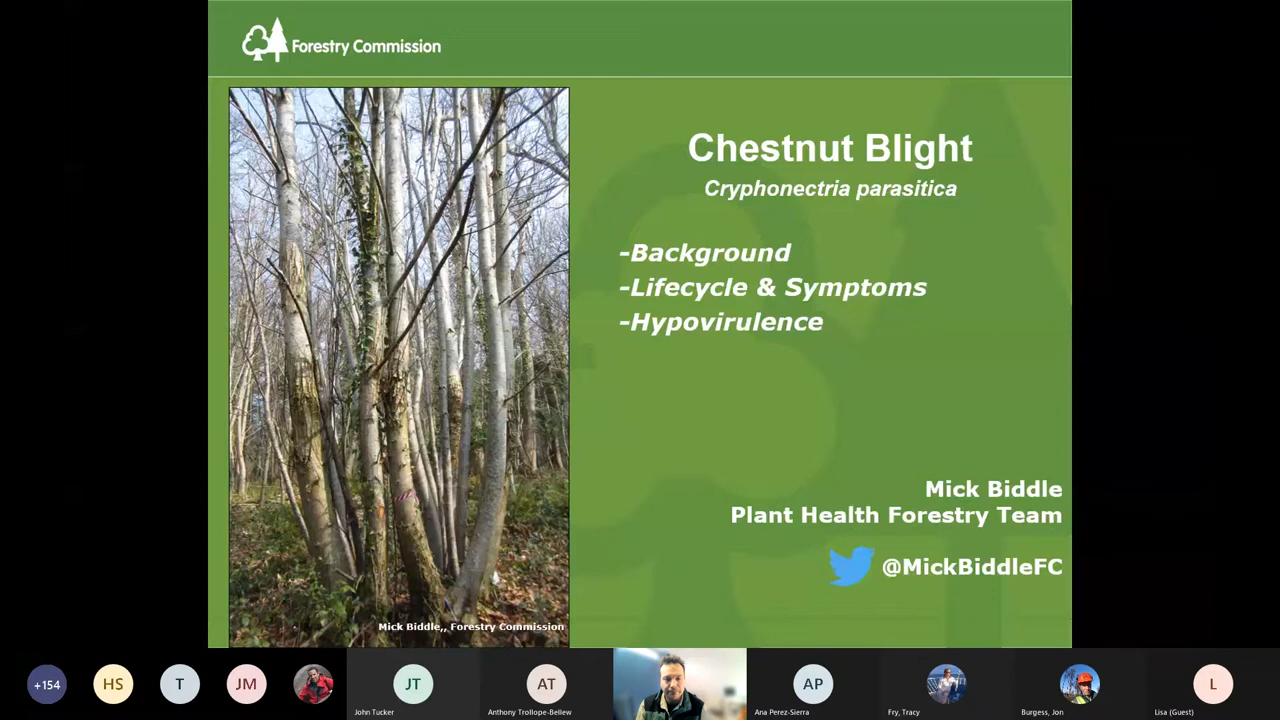 Forestry Commission
Chestnut Blight
Cryphonectria parasitica
-Background
-Lifecycle & Symptoms
-Hypovirulence
Mick Biddle
Plant Health Forestry Team
@MickBiddleFC
Mick Biddle,, Forestry Commission
+154
HS
T
JM
JT
AT
AP
L
John Tucker
Anthony Trollope-Bellew
Ana Perez-Sierra
Fry, Tracy
Burgess, Jon
Lisa (Guest)